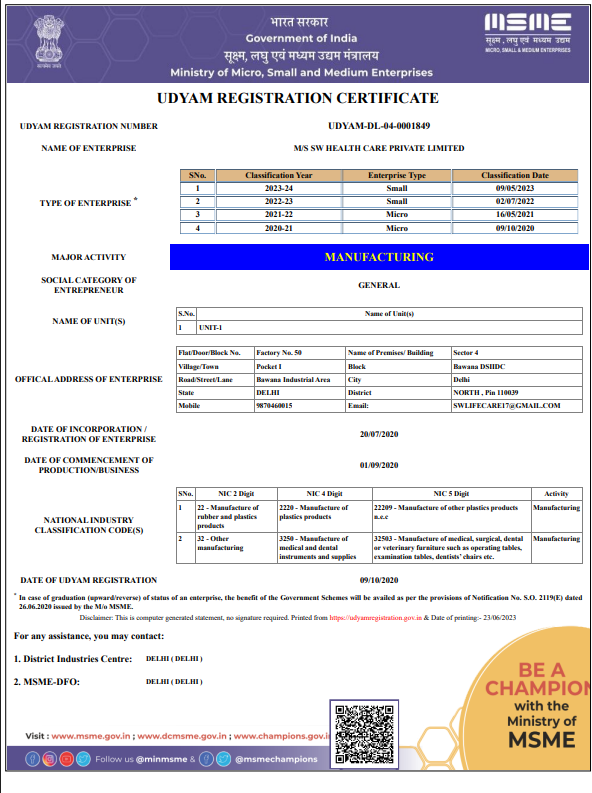 भारत सरकार
Government of India
सूक्ष्म, लघु एवं मध्यम उद्यम मंत्रालय
Ministry of Micro, Small and Medium Enterprises
MSME
सूक्ष्म, लघु एवं मध्यम उद्यम
MICRO, SMALL & MEDIUM ENTERPRISES
UDYAM REGISTRATION CERTIFICATE
UDYAM REGISTRATION NUMBER UDYAM-DL-04-0001849
NAME OF ENTERPRISE M/S SW HEALTH CARE PRIVATE LIMITED
TYPE OF ENTERPRISE *
SNo. Classification Year Enterprise Type Classification Date
1 2023-24 Small 09/05/2023
2 2022-23 Small 02/07/2022
3 2021-22 Micro 16/05/2021
4 2020-21 Micro 09/10/2020
MAJOR ACTIVITY MANUFACTURING
SOCIAL CATEGORY OF
ENTREPRENEUR
GENERAL
NAME OF UNIT(S)
S.No. Name of Unit(s)
1 UNIT-1
OFFICAL ADDRESS OF ENTERPRISE
Flat/Door/Block No. Factory No. 50 Name of Premises/ Building Sector 4
Village/Town Pocket I Block Bawana DSIIDC
Road/Street/Lane Bawana Industrial Area City Delhi
State DELHI District NORTH , Pin 110039
Mobile 9870460015 Email: SWLIFECARE17@GMAIL.COM
DATE OF INCORPORATION /
REGISTRATION OF ENTERPRISE
20/07/2020
DATE OF COMMENCEMENT OF
PRODUCTION/BUSINESS
01/09/2020
NATIONAL INDUSTRY
CLASSIFICATION CODE(S)
SNo. NIC 2 Digit NIC 4 Digit NIC 5 Digit Activity
1 22 - Manufacture of 2220 - Manufacture of 22209 - Manufacture of other plastics products Manufacturing
rubber and plastics plastics products n.e.c
products
2 32 - Other 3250 - Manufacture of 32503 - Manufacture of medical, surgical, dental Manufacturing
manufacturing medical and dental or veterinary furniture such as operating tables,
instruments and supplies examination tables, dentists' chairs etc.
DATE OF UDYAM REGISTRATION 09/10/2020
* In case of graduation (upward/reverse) of status of an enterprise, the benefit of the Government Schemes will be availed as per the provisions of Notification No. S.O. 2119(E) dated
26.06.2020 issued by the M/o MSME.
Disclaimer: This is computer generated statement, no signature required. Printed from https://udyamregistration.gov.in & Date of printing:- 23/06/2023
For any assistance, you may contact:
1. District Industries Centre: DELHI ( DELHI )
2. MSME-DFO: DELHI ( DELHI )
BE A
CHAMPION
with the
Ministry of
MSME
Visit : www.msme.gov.in ; www.dcmsme.gov.in ; www.champions.gov.in
Follow us @minmsme & @msmechampions